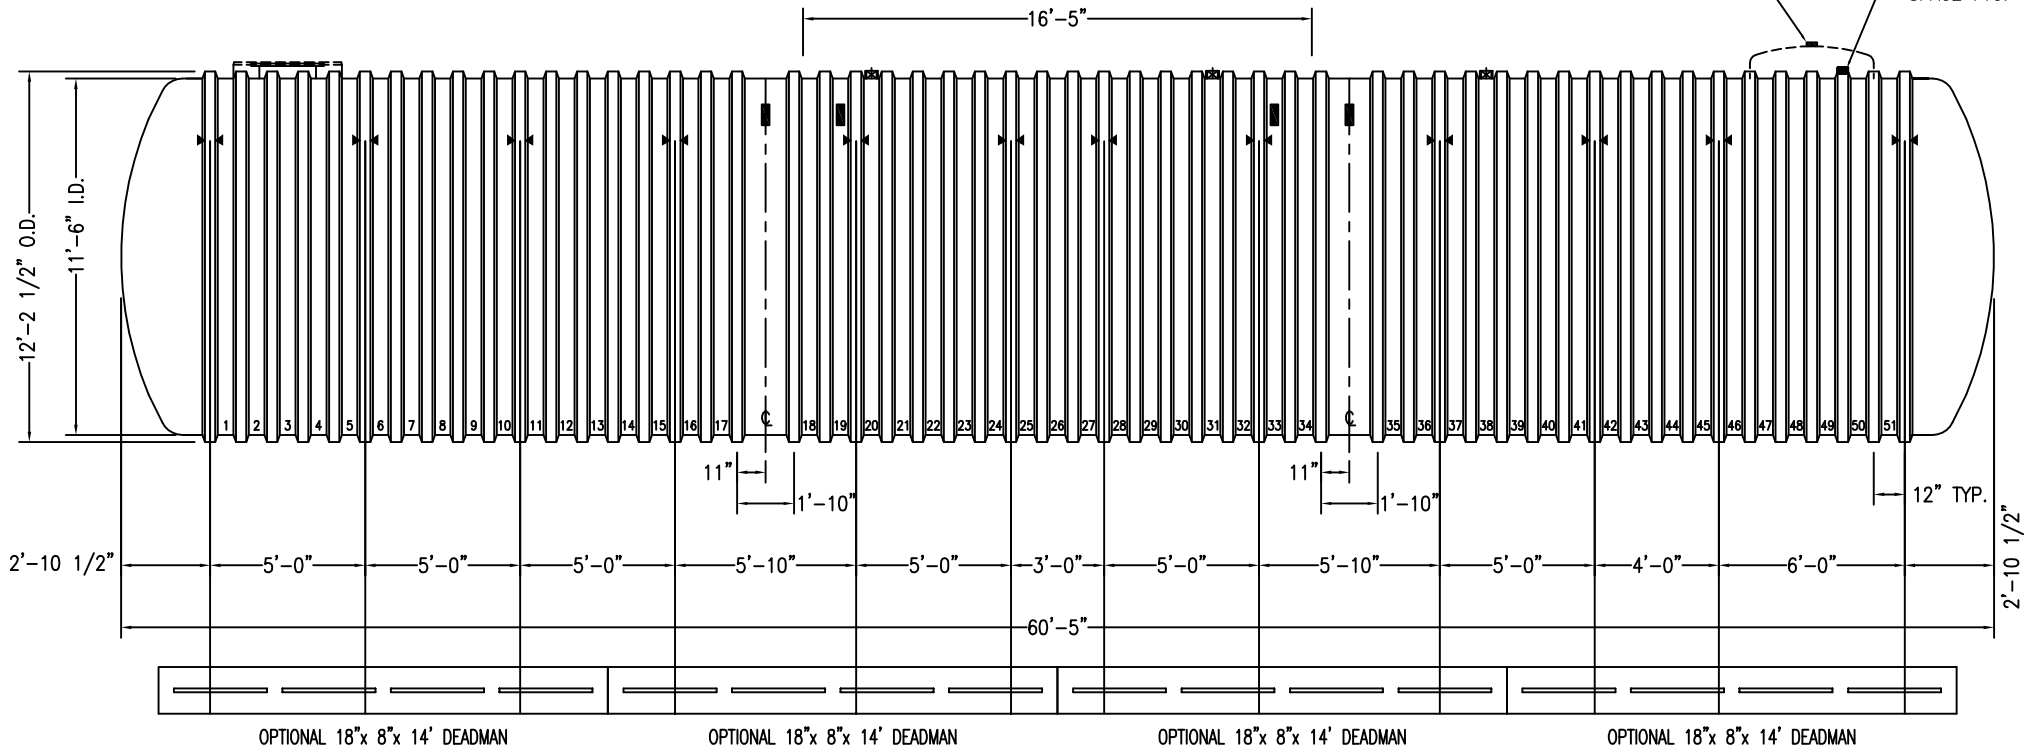 16'-5"
12'-2 1/2" O.D.
11'-6" I.D.
1 2 3 4 5 6 7 8 9 10 11 12 13 14 15 16 17 ℄ 18 19 20 21 22 23 24 25 26 27 28 29 30 31 32 33 34 ℄ 35 36 37 38 39 40 41 42 43 44 45 46 47 48 49 50 51
11" 11"
1'-10" 1'-10" 12" TYP.
2'-10 1/2" 5'-0" 5'-0" 5'-0" 5'-10" 5'-0" 3'-0" 5'-0" 5'-10" 5'-0" 4'-0" 6'-0" 2'-10 1/2"
60'-5"
OPTIONAL 18"x 8"x 14' DEADMAN OPTIONAL 18"x 8"x 14' DEADMAN OPTIONAL 18"x 8"x 14' DEADMAN OPTIONAL 18"x 8"x 14' DEADMAN